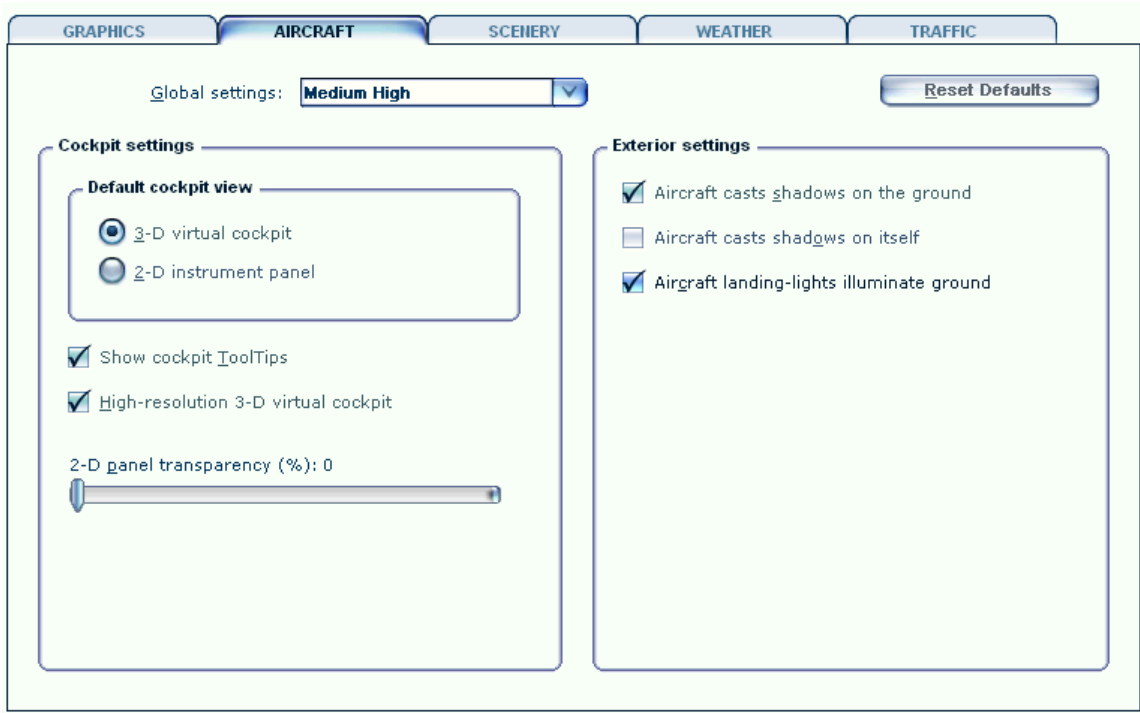 GRAPHICS AIRCRAFT SCENERY WEATHER TRAFFIC
Global settings: Medium High Reset Defaults
Cockpit settings
Default cockpit view
3-D virtual cockpit
2-D instrument panel
Show cockpit ToolTips
High-resolution 3-D virtual cockpit
2-D panel transparency (%): 0
Exterior settings
Aircraft casts shadows on the ground
Aircraft casts shadows on itself
Aircraft landing-lights illuminate ground